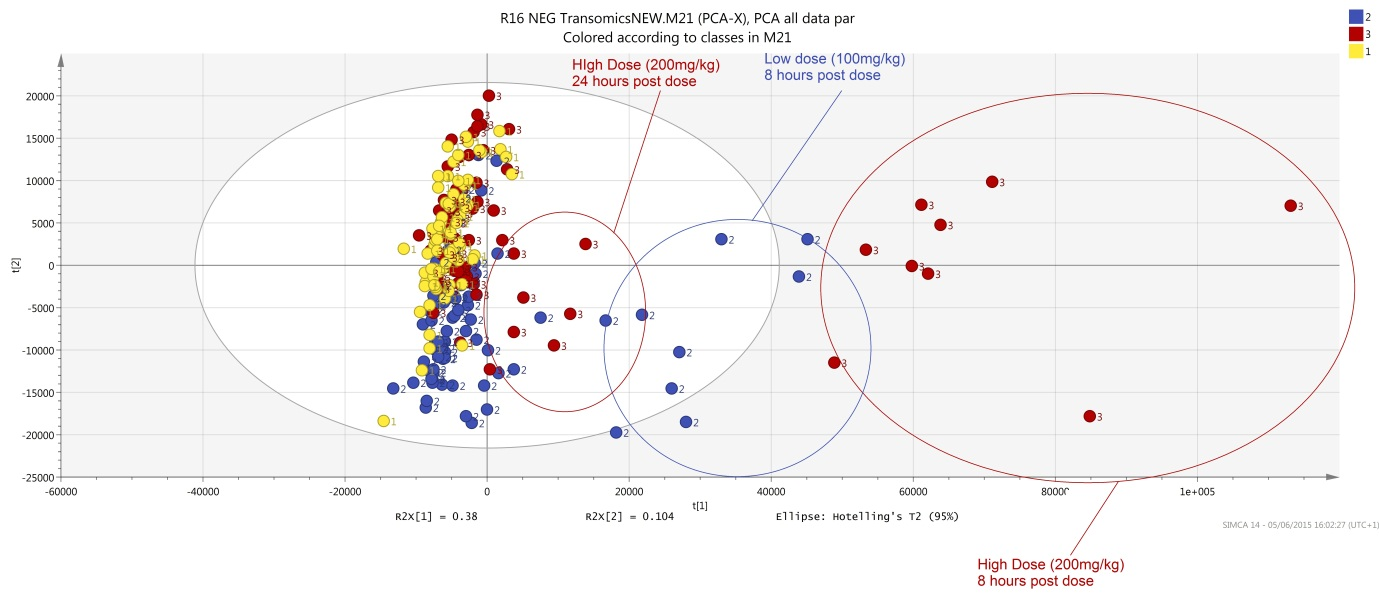 R16 NEG TransomicsNEW.M21 (PCA-X), PCA all data par
Colored according to classes in M21
2
3
1
HIgh Dose (200mg/kg)
24 hours post dose
Low dose (100mg/kg)
8 hours post dose
t[2]
20000
15000
10000
5000
0
-5000
-10000
-15000
-20000
-25000
-60000 -40000 -20000 0 20000 40000 60000 80000 1e+005
t[1]
R2X[1] = 0.38 R2X[2] = 0.104 Ellipse: Hotelling's T2 (95%)
SIMCA 14 - 05/06/2015 16:02:27 (UTC+1)
High Dose (200mg/kg)
8 hours post dose